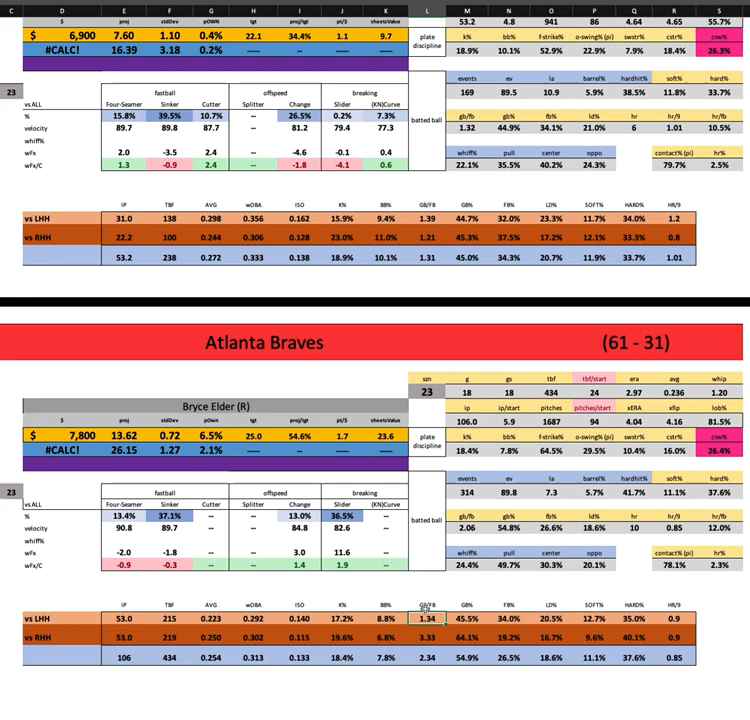 C D E F G H I J K L M N O P Q R S
$ proj stdDev pOWN tgt proj/tgt pt/$ sheetsValue 53.2 4.8 941 86 4.64 4.65 55.7%
$ 6,900 7.60 1.10 0.4% 22.1 34.4% 1.1 9.7 plate discipline k% bb% f-strike% o-swing% (pi) swstr% cstr% csw%
#CALC! 16.39 3.18 0.2% ---- -- ---- 18.9% 10.1% 52.9% 22.9% 7.9% 18.4% 26.3%
events ev la barrel% hardhit% soft% hard%
23 fastball offspeed breaking 169 89.5 10.9 5.9% 38.5% 11.8% 33.7%
vs ALL Four-Seamer Sinker Cutter Splitter Change Slider (KN)Curve
% 15.8% 39.5% 10.7% -- 26.5% 0.2% 7.3% batted ball gb/fb gb% fb% ld% hr hr/9 hr/fb
velocity 89.7 89.8 87.7 -- 81.2 79.4 77.3 1.32 44.9% 34.1% 21.0% 6 1.01 10.5%
whiff%
wFx 2.0 -3.5 2.4 -- -4.6 -0.1 0.4 whiff% pull center oppo contact% (pi) hr%
wFx/C 1.3 -0.9 2.4 -- -1.8 -4.1 0.6 22.1% 35.5% 40.2% 24.3% 79.7% 2.5%
IP TBF AVG wOBA ISO K% BB% GB/FB GB% FB% LD% SOFT% HARD% HR/9
vs LHH 31.0 138 0.298 0.356 0.162 15.9% 9.4% 1.39 44.7% 32.0% 23.3% 11.7% 34.0% 1.2
vs RHH 22.2 100 0.244 0.306 0.128 23.0% 11.0% 1.21 45.3% 37.5% 17.2% 12.1% 33.3% 0.8
53.2 238 0.272 0.333 0.138 18.9% 10.1% 1.31 45.0% 34.3% 20.7% 11.9% 33.7% 1.01
Atlanta Braves (61 - 31)
szn g gs tbf tbf/start era avg whip
23 18 18 434 24 2.97 0.236 1.20
Bryce Elder (R) ip ip/start pitches pitches/start xERA xfip lob%
$ proj stdDev pOwn tgt proj/tgt pt/$ sheetsValue 106.0 5.9 1687 94 4.04 4.16 81.5%
$ 7,800 13.62 0.72 6.5% 25.0 54.6% 1.7 23.6 plate discipline k% bb% f-strike% o-swing% (pi) swstr% cstr% csw%
#CALC! 26.15 1.27 2.1% ---- ---- -- ---- 18.4% 7.8% 64.5% 29.5% 10.4% 16.0% 26.4%
events ev la barrel% hardhit% soft% hard%
23 fastball offspeed breaking 314 89.8 7.3 5.7% 41.7% 11.1% 37.6%
vs ALL Four-Seamer Sinker Cutter Splitter Change Slider (KN)Curve
% 13.4% 37.1% -- -- 13.0% 36.5% -- batted ball gb/fb gb% fb% ld% hr hr/9 hr/fb
velocity 90.8 89.7 -- -- 84.8 82.6 -- 2.06 54.8% 26.6% 18.6% 10 0.85 12.0%
whiff%
wFx -2.0 -1.8 3.0 11.6 whiff% pull center oppo contact% (pi) hr%
wFx/C -0.9 -0.3 -- -- 1.4 1.9 -- 24.4% 49.7% 30.3% 20.1% 78.1% 2.3%
IP TBF AVG wOBA ISO K% BB% GB/FB GB% FB% LD% SOFT% HARD% HR/9
vs LHH 53.0 215 0.223 0.292 0.140 17.2% 8.8% 1.34 45.5% 34.0% 20.5% 12.7% 35.0% 0.9
vs RHH 53.0 219 0.250 0.302 0.115 19.6% 6.8% 3.33 64.1% 19.2% 16.7% 9.6% 40.1% 0.9
106 434 0.254 0.313 0.133 18.4% 7.8% 2.34 54.9% 26.5% 18.6% 11.1% 37.6% 0.85